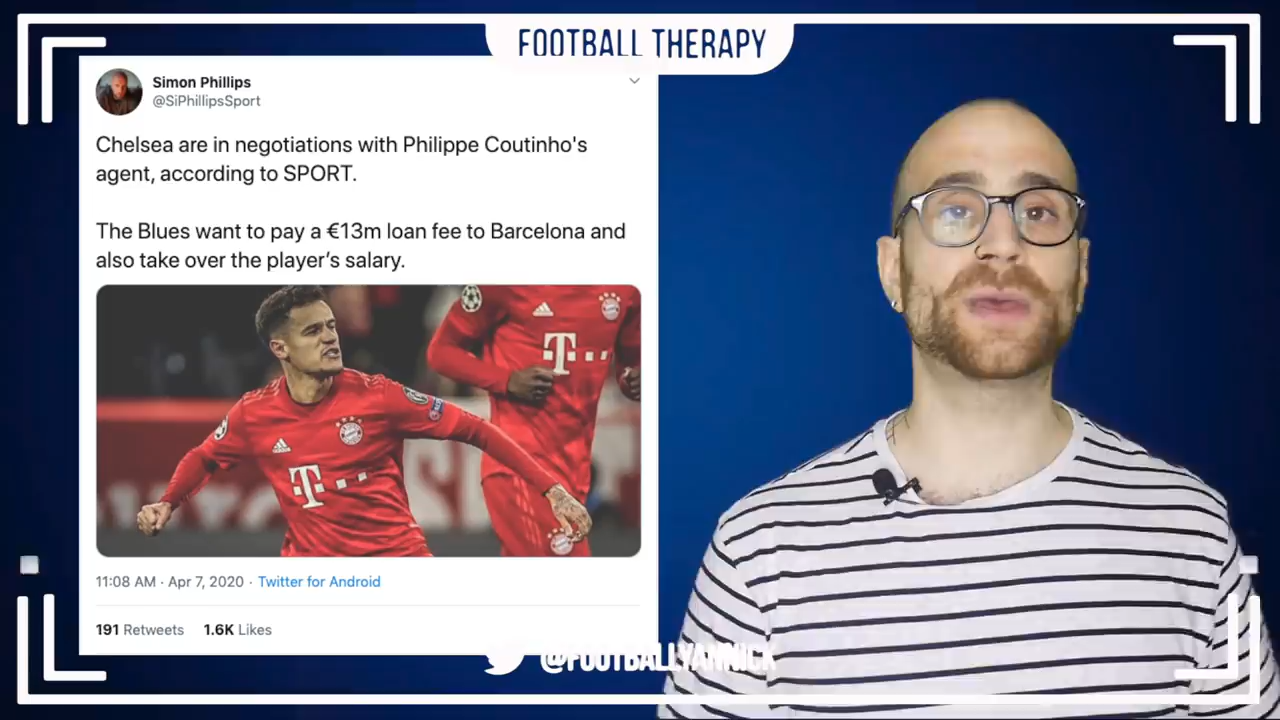 FOOTBALL THERAPY
Simon Phillips
@SiPhillipsSport
Chelsea are in negotiations with Philippe Coutinho's
agent, according to SPORT.
The Blues want to pay a €13m loan fee to Barcelona and
also take over the player’s salary.
T
T
11:08 AM · Apr 7, 2020 · Twitter for Android
191 Retweets 1.6K Likes
@FOOTBALLYANNICK